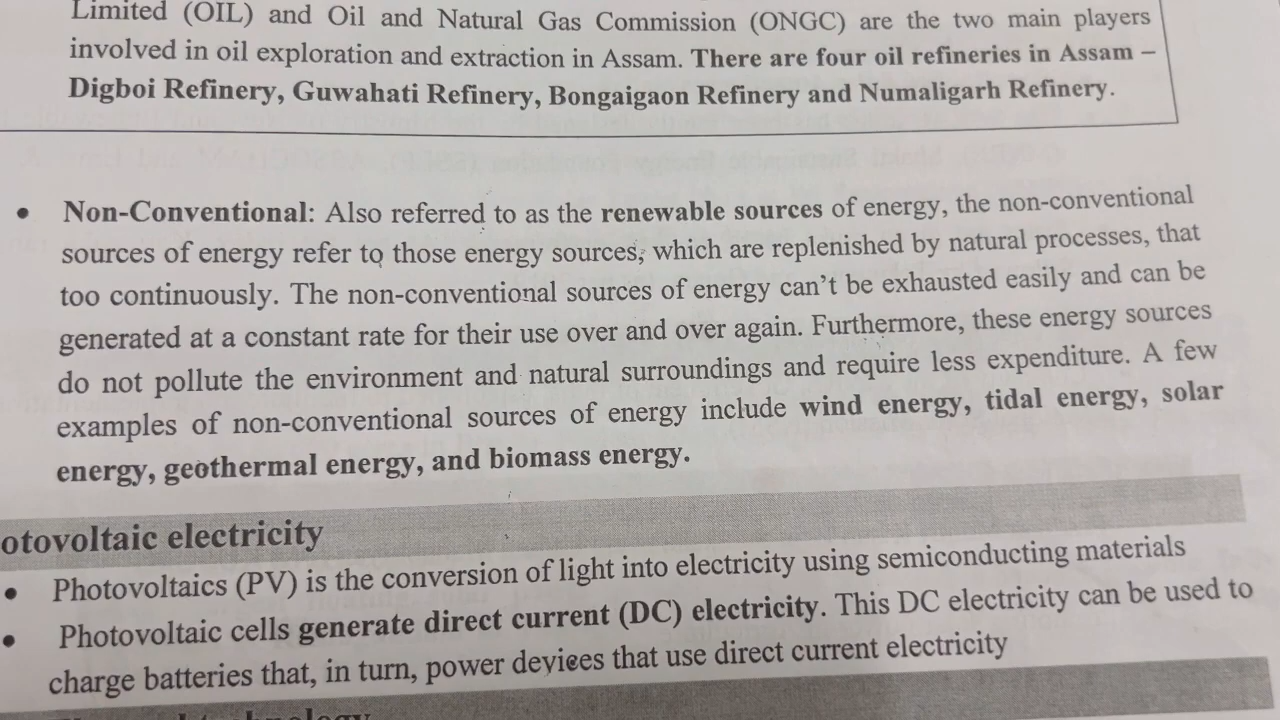 Limited (OIL) and Oil and Natural Gas Commission (ONGC) are the two main players
involved in oil exploration and extraction in Assam. There are four oil refineries in Assam –
Digboi Refinery, Guwahati Refinery, Bongaigaon Refinery and Numaligarh Refinery.
• Non-Conventional: Also referred to as the renewable sources of energy, the non-conventional
sources of energy refer to those energy sources, which are replenished by natural processes, that
too continuously. The non-conventional sources of energy can't be exhausted easily and can be
generated at a constant rate for their use over and over again. Furthermore, these energy sources
do not pollute the environment and natural surroundings and require less expenditure. A few
examples of non-conventional sources of energy include wind energy, tidal energy, solar
energy, geothermal energy, and biomass energy.
otovoltaic electricity
• Photovoltaics (PV) is the conversion of light into electricity using semiconducting materials
• Photovoltaic cells generate direct current (DC) electricity. This DC electricity can be used to
charge batteries that, in turn, power devices that use direct current electricity